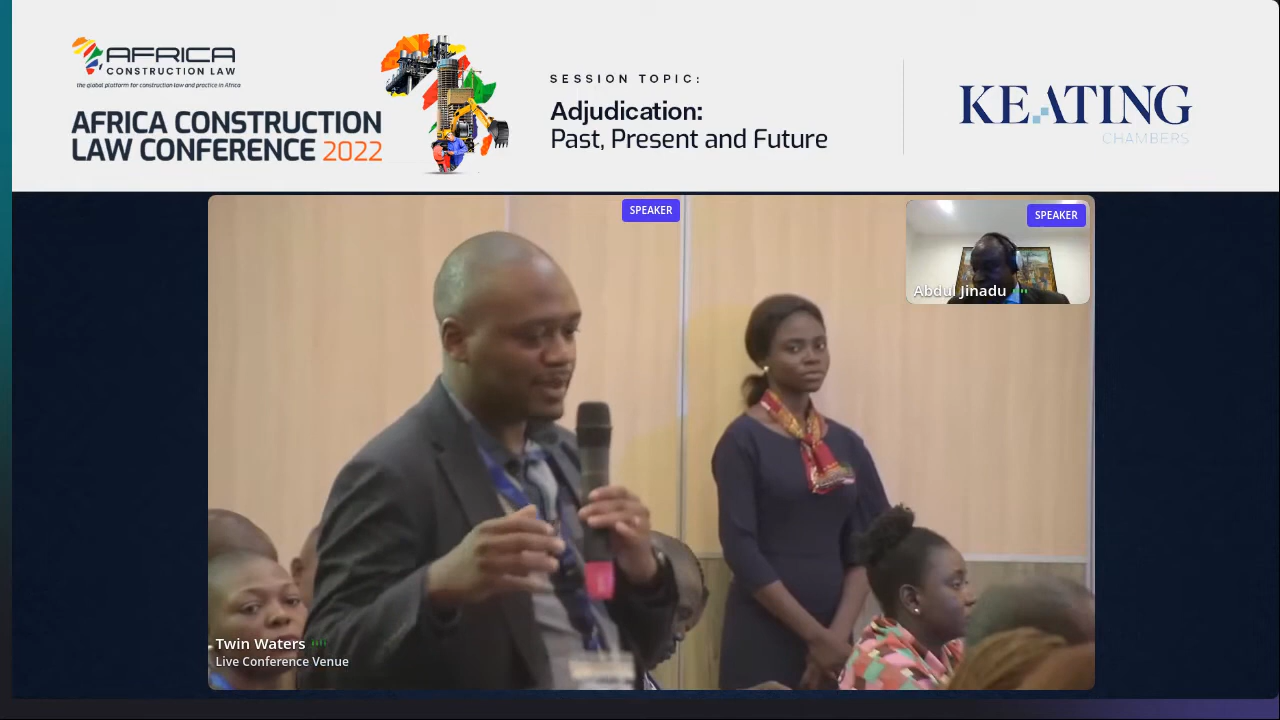 AFRICA
CONSTRUCTION LAW
The global platform for construction law and practice in Africa
AFRICA CONSTRUCTION
LAW CONFERENCE 2022
SESSION TOPIC:
Adjudication:
Past, Present and Future
KEATING
CHAMBERS
SPEAKER
SPEAKER
Abdul Jinadu
Twin Waters
Live Conference Venue